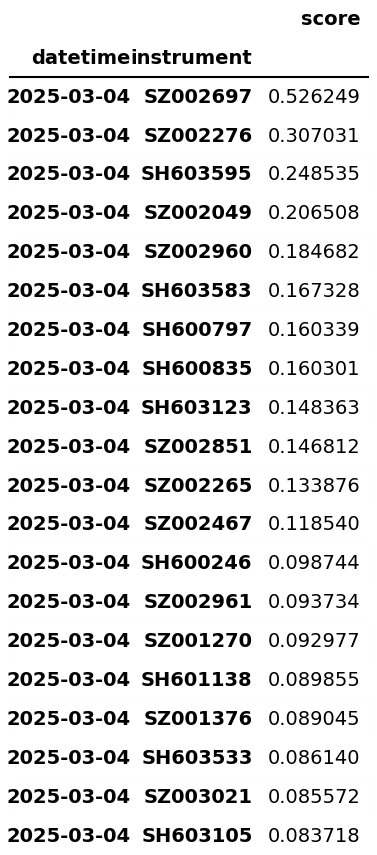 score
datetime instrument
2025-03-04 SZ002697 0.526249
2025-03-04 SZ002276 0.307031
2025-03-04 SH603595 0.248535
2025-03-04 SZ002049 0.206508
2025-03-04 SZ002960 0.184682
2025-03-04 SH603583 0.167328
2025-03-04 SH600797 0.160339
2025-03-04 SH600835 0.160301
2025-03-04 SH603123 0.148363
2025-03-04 SZ002851 0.146812
2025-03-04 SZ002265 0.133876
2025-03-04 SZ002467 0.118540
2025-03-04 SH600246 0.098744
2025-03-04 SZ002961 0.093734
2025-03-04 SZ001270 0.092977
2025-03-04 SH601138 0.089855
2025-03-04 SZ001376 0.089045
2025-03-04 SH603533 0.086140
2025-03-04 SZ003021 0.085572
2025-03-04 SH603105 0.083718